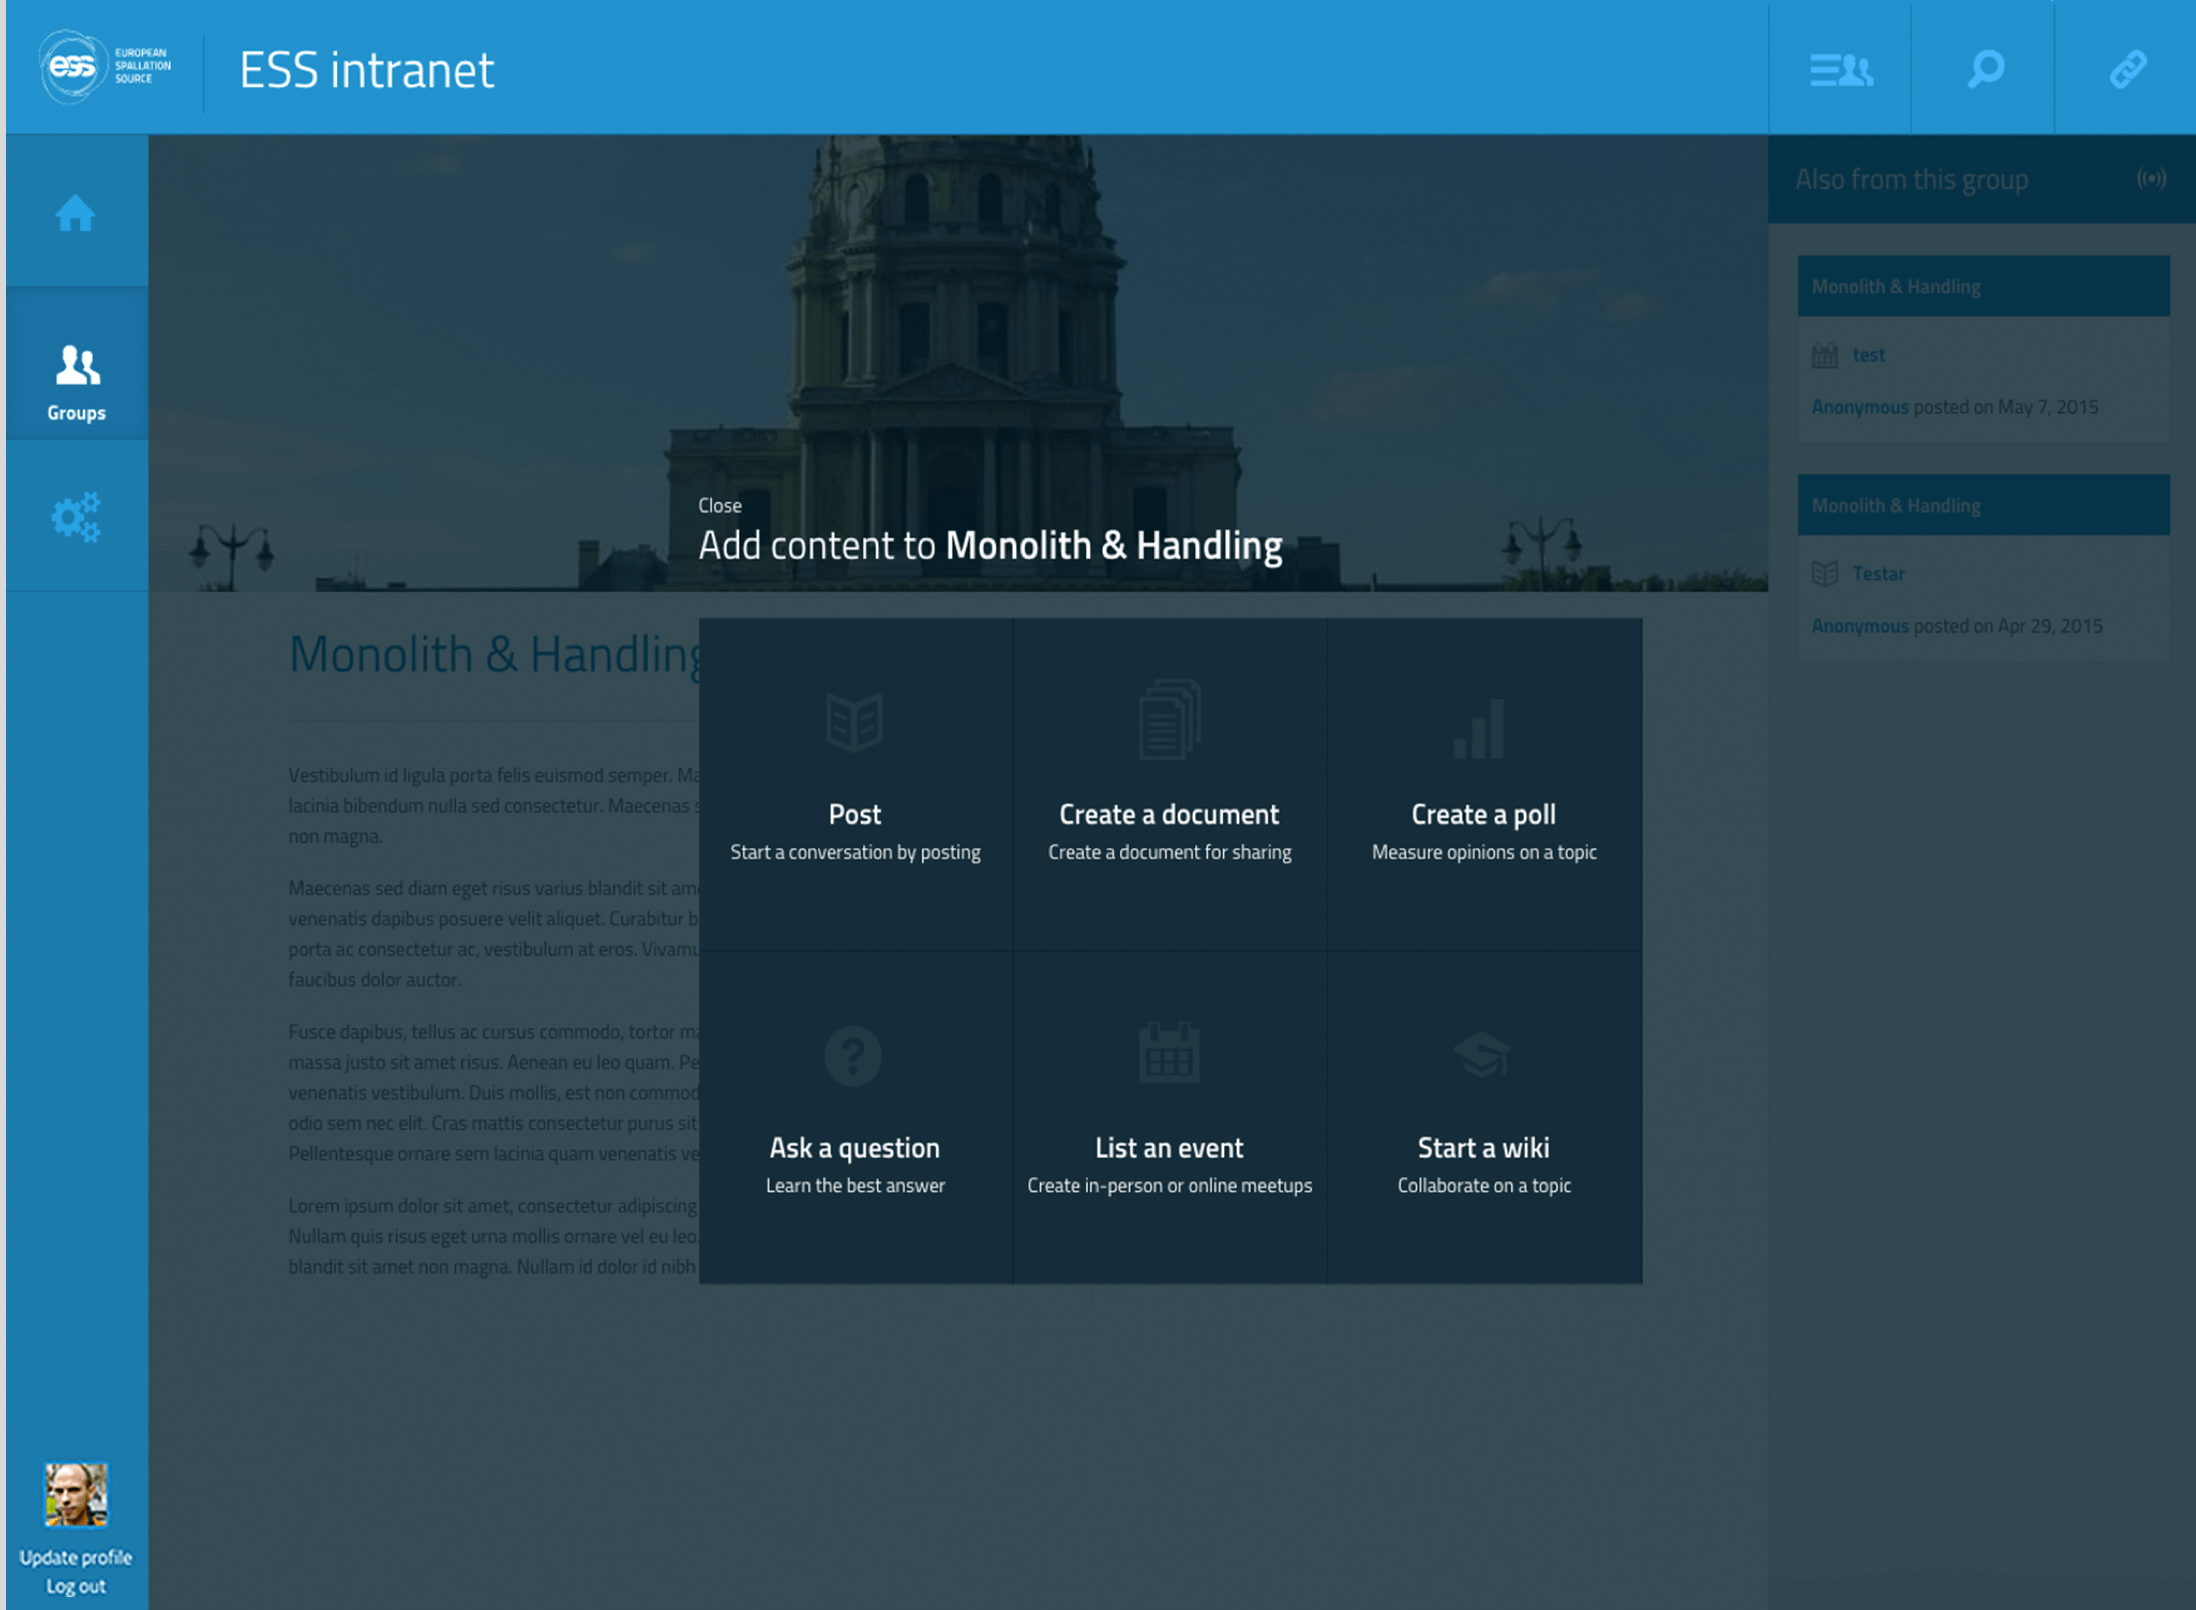 ess
EUROPEAN
SPALLATION
SOURCE
ESS intranet
Groups
Update profile
Log out
Close
Add content to Monolith & Handling
Monolith & Handling
Vestibulum id ligula porta felis euismod semper.
lacinia bibendum nulla sed consectetur. Maecenas
non magna.
Maecenas sed diam eget risus varius blandit sit
venenatis dapibus posuere velit aliquet. Curabitur
porta ac consectetur ac, vestibulum at eros.
faucibus dolor auctor.
Fusce dapibus, tellus ac cursus commodo, tortor
massa justo sit amet risus. Aenean eu leo quam.
venenatis vestibulum. Duis mollis, est non
odio sem nec elit. Cras mattis consectetur purus sit
Pellentesque ornare sem lacinia quam venenatis
Lorem ipsum dolor sit amet, consectetur adipiscing
Nullam quis risus eget urna mollis ornare vel eu leo.
blandit sit amet non magna. Nullam id dolor id nibh
Post
Start a conversation by posting
Create a document
Create a document for sharing
Create a poll
Measure opinions on a topic
Ask a question
Learn the best answer
List an event
Create in-person or online meetups
Start a wiki
Collaborate on a topic
Also from this group
Monolith & Handling
test
Anonymous posted on May 7, 2015
Monolith & Handling
Testar
Anonymous posted on Apr 29, 2015